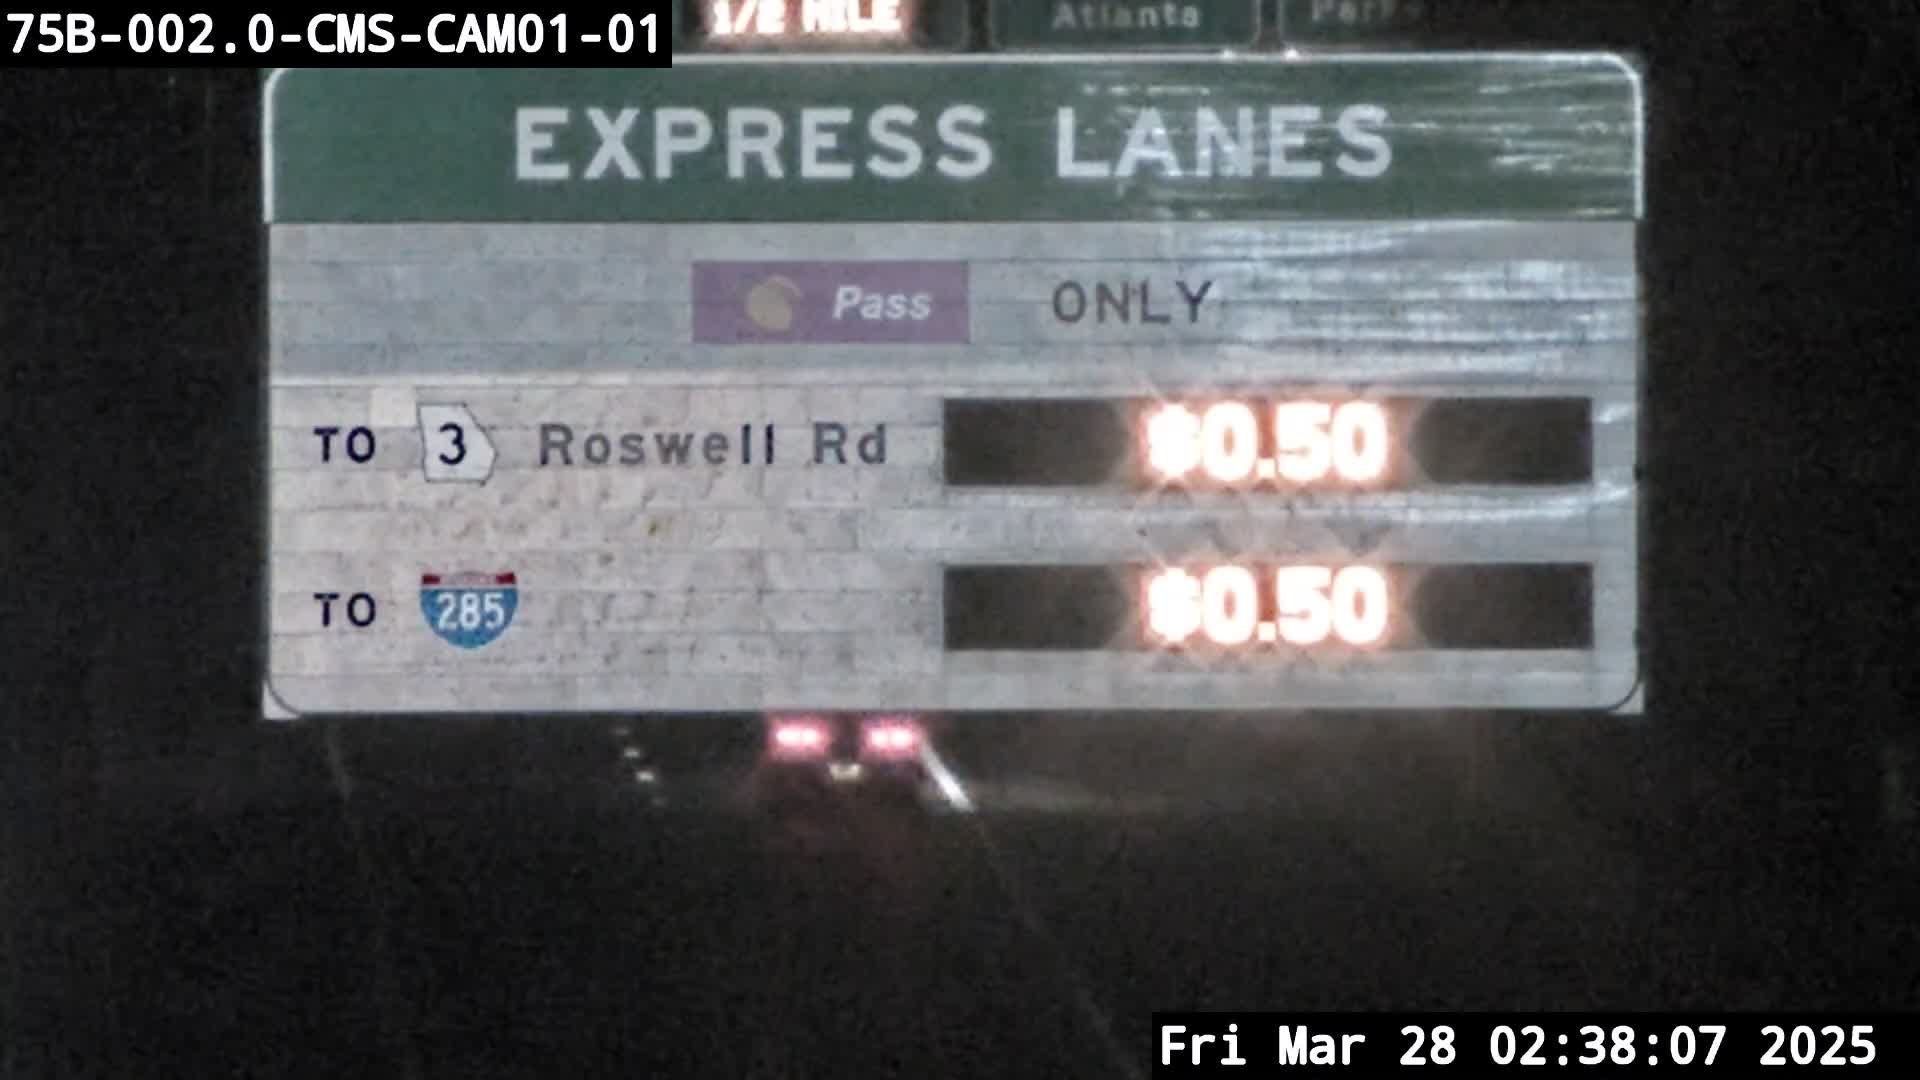 75B-002.0-CMS-CAM01-01
1/2 MILE
Atlanta
EXPRESS LANES
Pass ONLY
TO 3 Roswell Rd $0.50
TO 285 $0.50
Fri Mar 28 02:38:07 2025